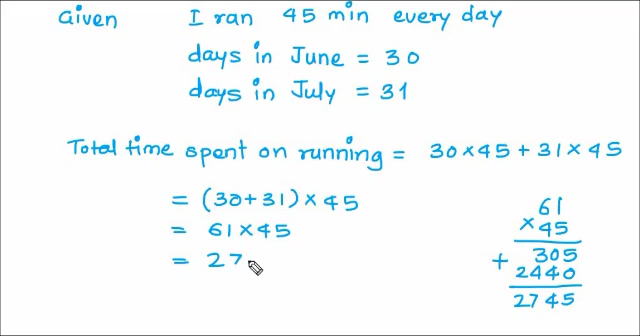 Given I ran 45 min every day
days in June = 30
days in July = 31
Total time spent on running = 30×45 + 31×45
= (30+31)×45
= 61×45
= 27
61
×45
+ 305
2440
2745